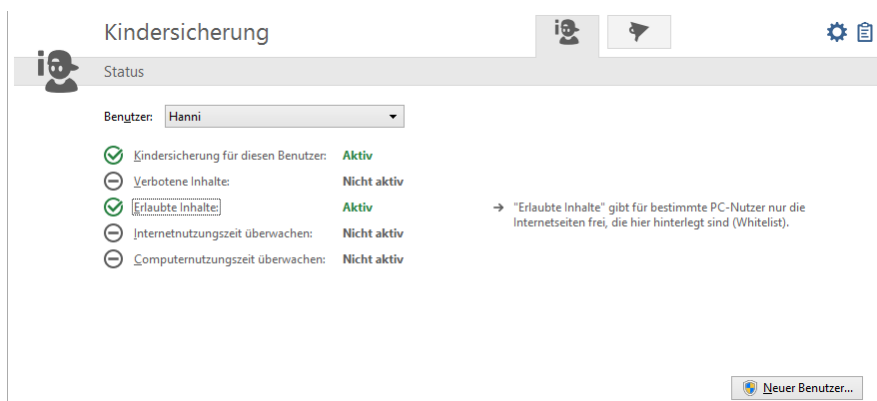 Kindersicherung
Status
Benutzer: Hanni
Kindersicherung für diesen Benutzer: Aktiv
Verbotene Inhalte: Nicht aktiv
Erlaubte Inhalte: Aktiv
→ "Erlaubte Inhalte" gibt für bestimmte PC-Nutzer nur die
Internetseiten frei, die hier hinterlegt sind (Whitelist).
Internetnutzungszeit überwachen: Nicht aktiv
Computernutzungszeit überwachen: Nicht aktiv
Neuer Benutzer...